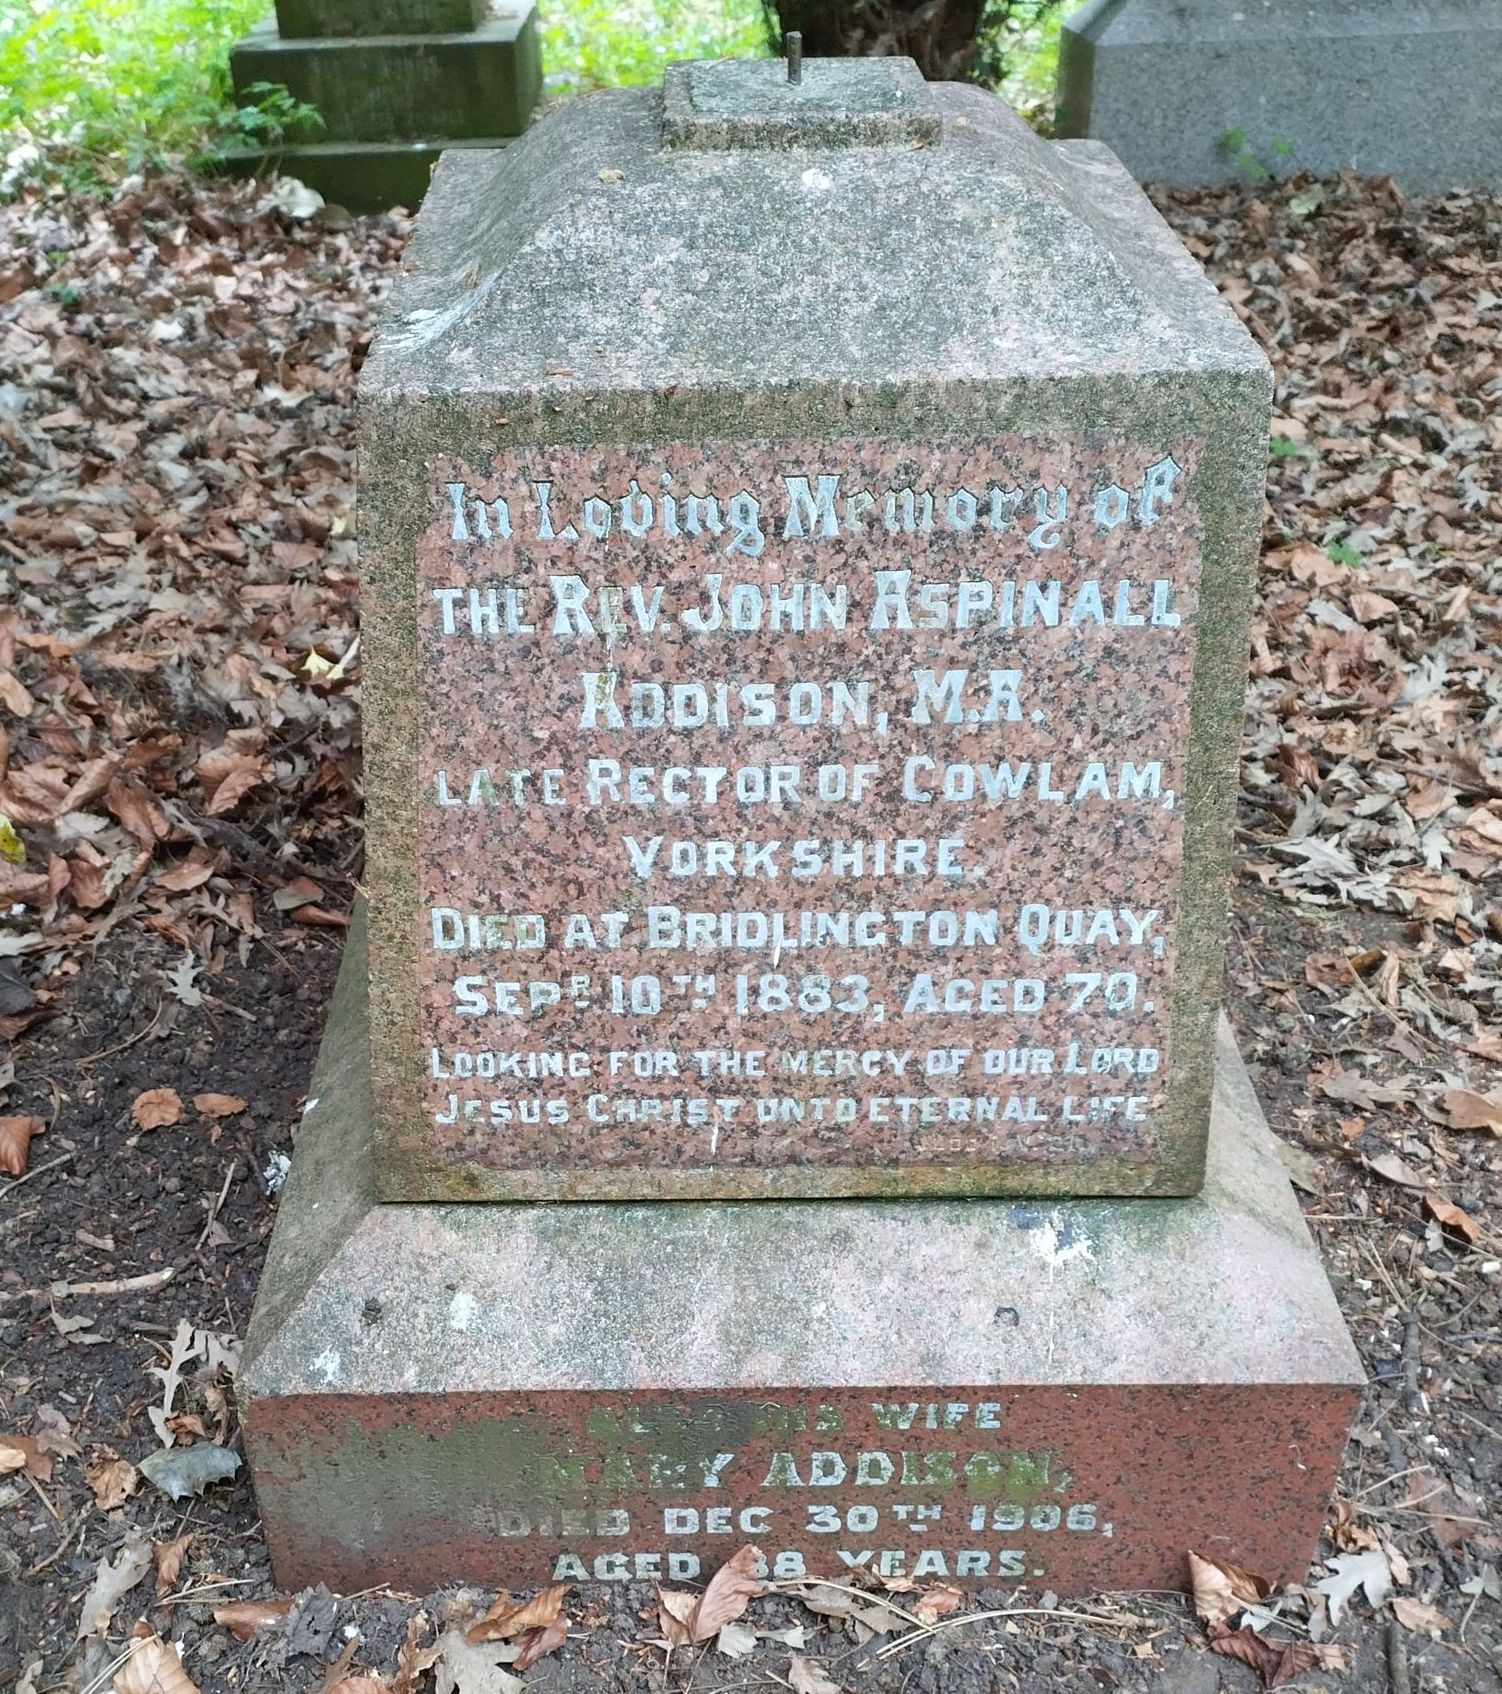 In Loving Memory of
THE REV. JOHN ASPINALL
ADDISON, M.A.
LATE RECTOR OF COWLAM,
YORKSHIRE.
DIED AT BRIDLINGTON QUAY,
SEPR 10TH 1883, AGED 70.
LOOKING FOR THE MERCY OF OUR LORD
JESUS CHRIST UNTO ETERNAL LIFE
HIS WIFE
MARY ADDISON,
DIED DEC 30TH 1906,
AGED YEARS.